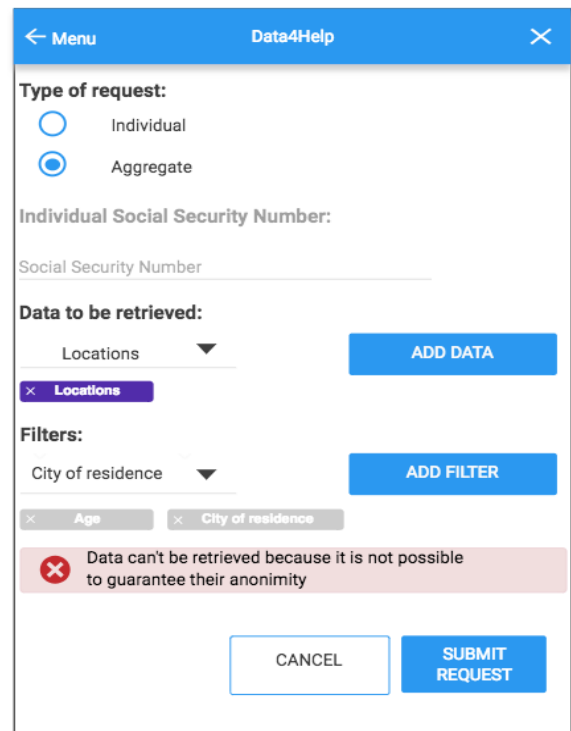 Menu Data4Help
Type of request:
Individual
Aggregate
Individual Social Security Number:
Social Security Number
Data to be retrieved:
Locations ADD DATA
Locations
Filters:
City of residence ADD FILTER
Age City of residence
Data can't be retrieved because it is not possible
to guarantee their anonimity
CANCEL SUBMIT
REQUEST